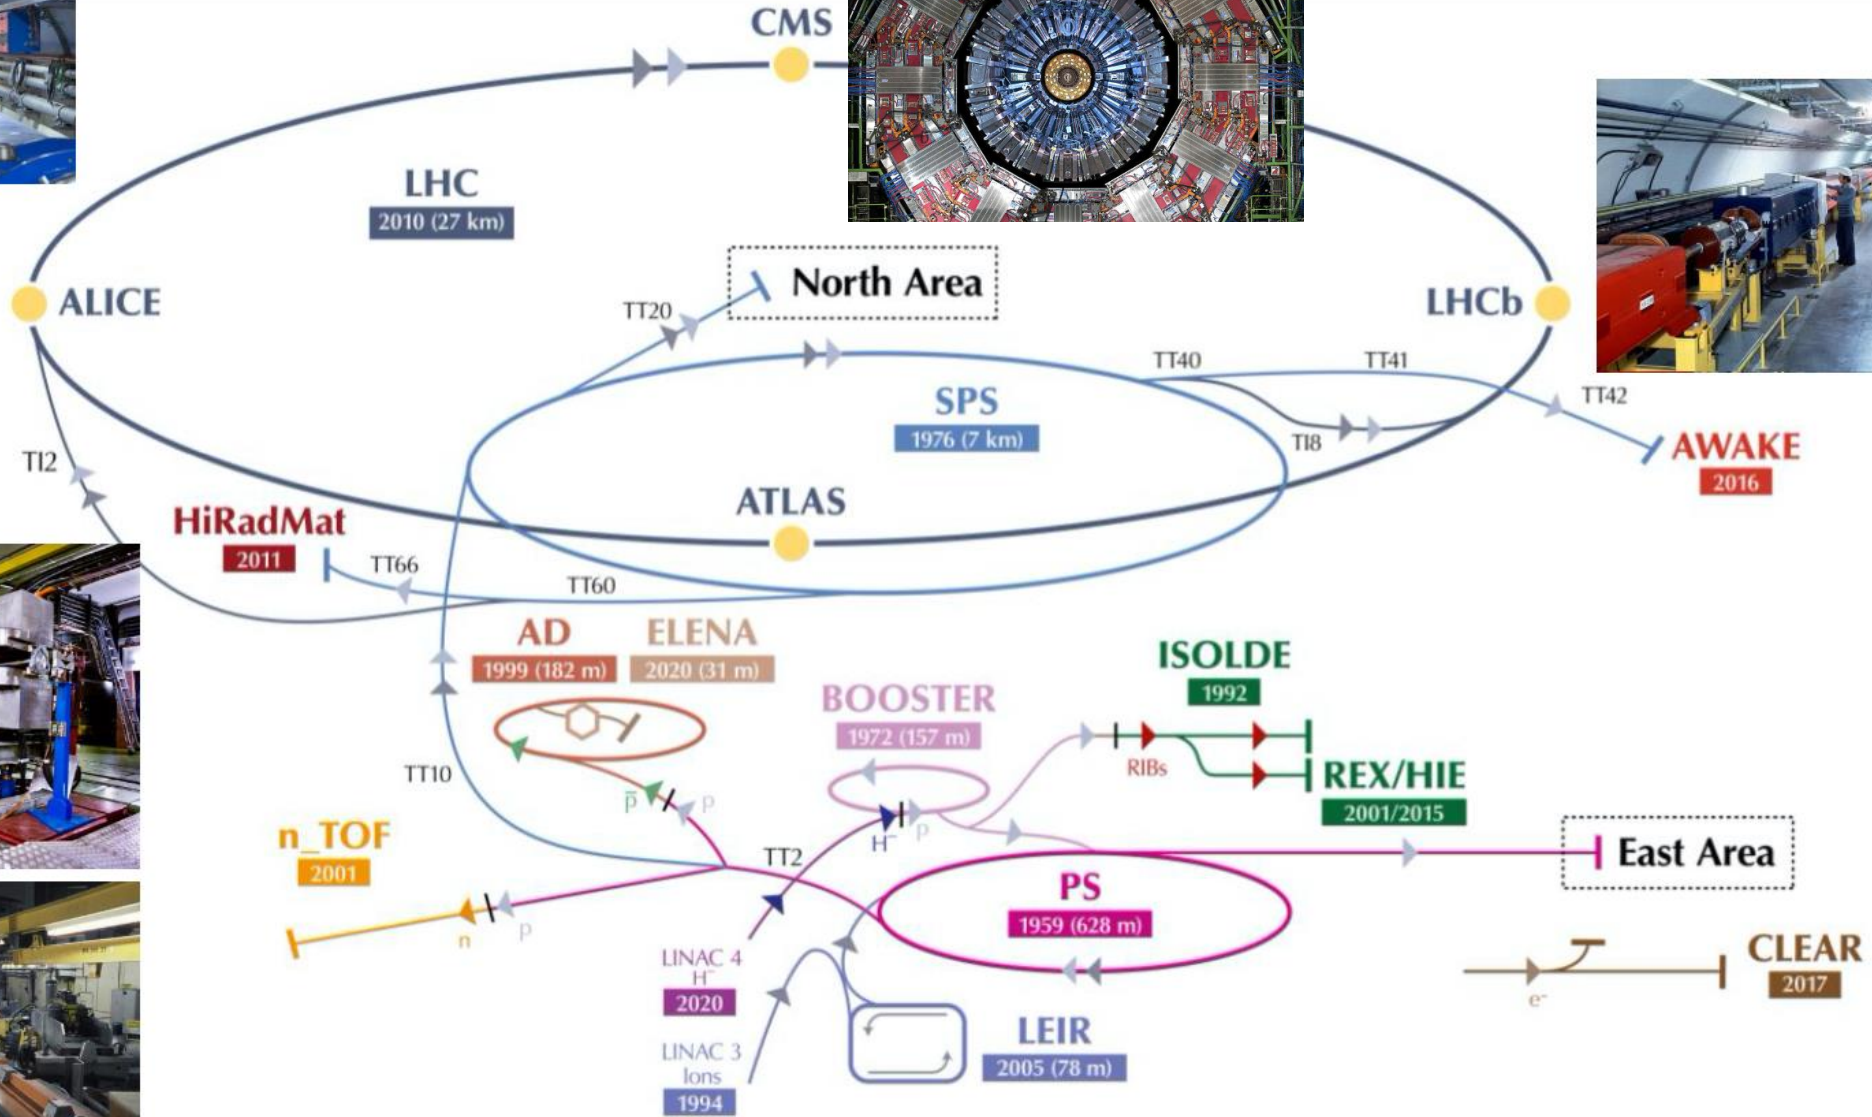 CMS
LHC
2010 (27 km)
North Area
TT20
ALICE
LHCb
TT40
TT41
TT42
SPS
1976 (7 km)
TI8
AWAKE
2016
TI2
ATLAS
HiRadMat
2011
TT66
TT60
AD
1999 (182 m)
ELENA
2020 (31 m)
ISOLDE
1992
BOOSTER
1972 (157 m)
RIBs
REX/HIE
2001/2015
TT10
p̅
p
n_TOF
2001
TT2
H⁻
p
East Area
PS
1959 (628 m)
n
p
LINAC 4
H⁻
2020
CLEAR
2017
e⁻
LEIR
2005 (78 m)
LINAC 3
Ions
1994